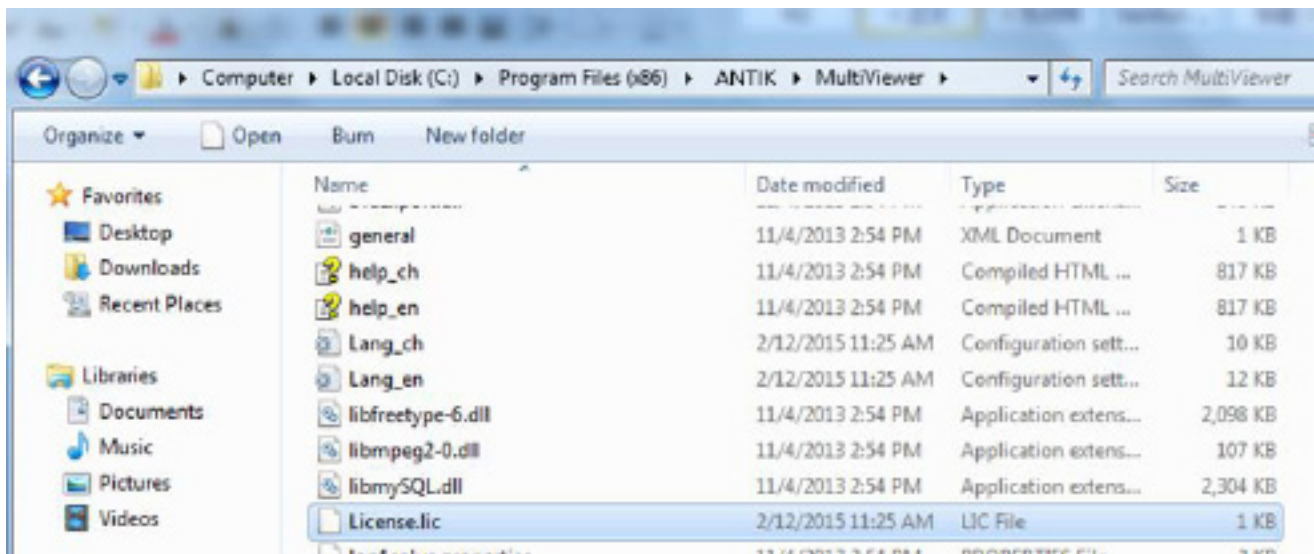 Computer Local Disk (C:) Program Files (x86) ANTIK MultiViewer Search MultiViewer
Organize Open Burn New folder
Favorites
Desktop
Downloads
Recent Places
Libraries
Documents
Music
Pictures
Videos
Name Date modified Type Size
general 11/4/2013 2:54 PM XML Document 1 KB
help_ch 11/4/2013 2:54 PM Compiled HTML ... 817 KB
help_en 11/4/2013 2:54 PM Compiled HTML ... 817 KB
Lang_ch 2/12/2015 11:25 AM Configuration sett... 10 KB
Lang_en 2/12/2015 11:25 AM Configuration sett... 12 KB
libfreetype-6.dll 11/4/2013 2:54 PM Application extens... 2,098 KB
libmpeg2-0.dll 11/4/2013 2:54 PM Application extens... 107 KB
libmySQL.dll 11/4/2013 2:54 PM Application extens... 2,304 KB
License.lic 2/12/2015 11:25 AM LIC File 1 KB